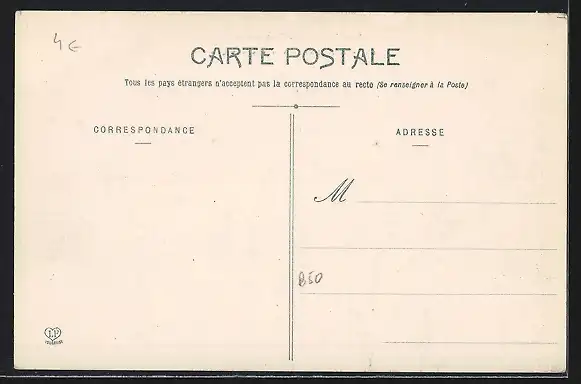 4€
CARTE POSTALE
Tous les pays étrangers n'acceptent pas la correspondance au recto (Se renseigner à la Poste)
CORRESPONDANCE
ADRESSE
M
B50